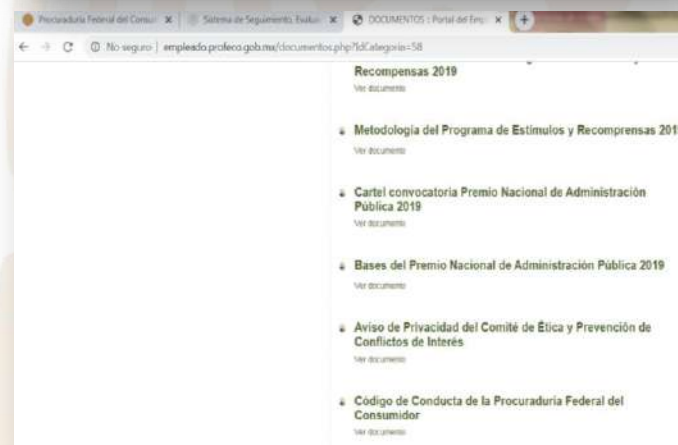 Procuraduría Federal del Consu
Sistema de Seguimiento, Evalua
DOCUMENTOS : Portal del Emp
No seguro | empleado.profeco.gob.mx/documentos.php?IdCategoria=58
Recompensas 2019
Ver documento
Metodología del Programa de Estímulos y Recomprensas 201
Ver documento
Cartel convocatoria Premio Nacional de Administración
Pública 2019
Ver documento
Bases del Premio Nacional de Administración Pública 2019
Ver documento
Aviso de Privacidad del Comité de Ética y Prevención de
Conflictos de Interés
Ver documento
Código de Conducta de la Procuraduría Federal del
Consumidor
Ver documento